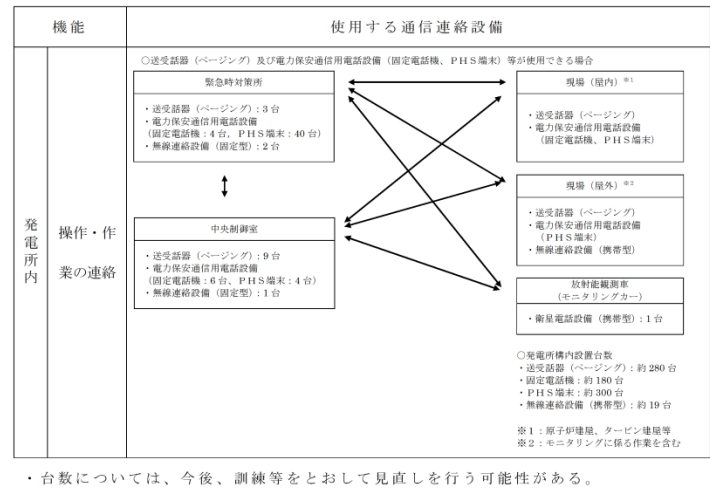 機能
使用する通信連絡設備
発電所内
操作・作
業の連絡
○送受話器（ページング）及び電力保安通信用電話設備（固定電話機、ＰＨＳ端末）等が使用できる場合
緊急時対策所
・送受話器（ページング）：3 台
・電力保安通信用電話設備
（固定電話機：4 台，ＰＨＳ端末：40 台）
・無線連絡設備（固定型）：2 台
中央制御室
・送受話器（ページング）：9 台
・電力保安通信用電話設備
（固定電話機：6 台、ＰＨＳ端末：4 台）
・無線連絡設備（固定型）：1 台
現場（屋内）※1
・送受話器（ページング）
・電力保安通信用電話設備
（固定電話機、ＰＨＳ端末）
現場（屋外）※2
・送受話器（ページング）
・電力保安通信用電話設備
（ＰＨＳ端末）
・無線連絡設備（携帯型）
放射能観測車
（モニタリングカー）
・衛星電話設備（携帯型）：1 台
○発電所構内設置台数
・送受話器（ページング）：約 280 台
・固定電話機：約 180 台
・ＰＨＳ端末：約 300 台
・無線連絡設備（携帯型）：約 19 台
※１：原子炉建屋、タービン建屋等
※２：モニタリングに係る作業を含む
・台数については、今後、訓練等をとおして見直しを行う可能性がある。